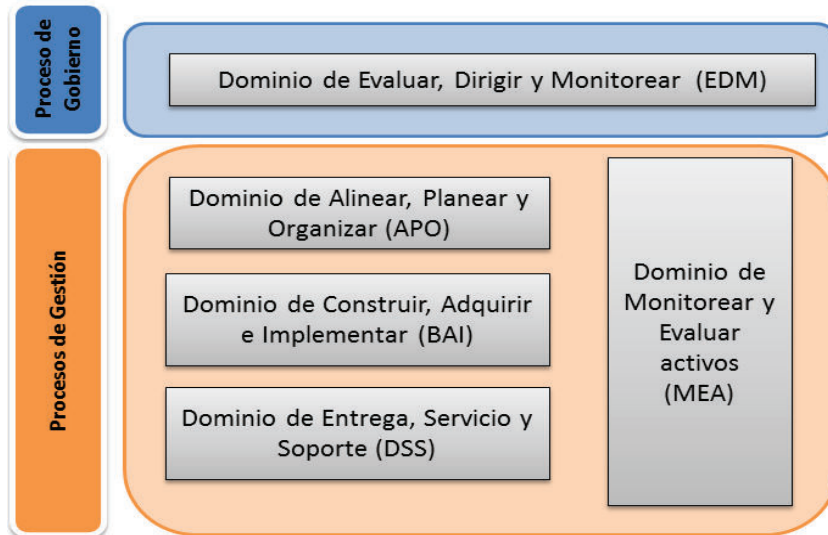 Proceso de
Gobierno
Dominio de Evaluar, Dirigir y Monitorear (EDM)
Procesos de Gestión
Dominio de Alinear, Planear y
Organizar (APO)
Dominio de Construir, Adquirir
e Implementar (BAI)
Dominio de Entrega, Servicio y
Soporte (DSS)
Dominio de
Monitorear y
Evaluar
activos
(MEA)